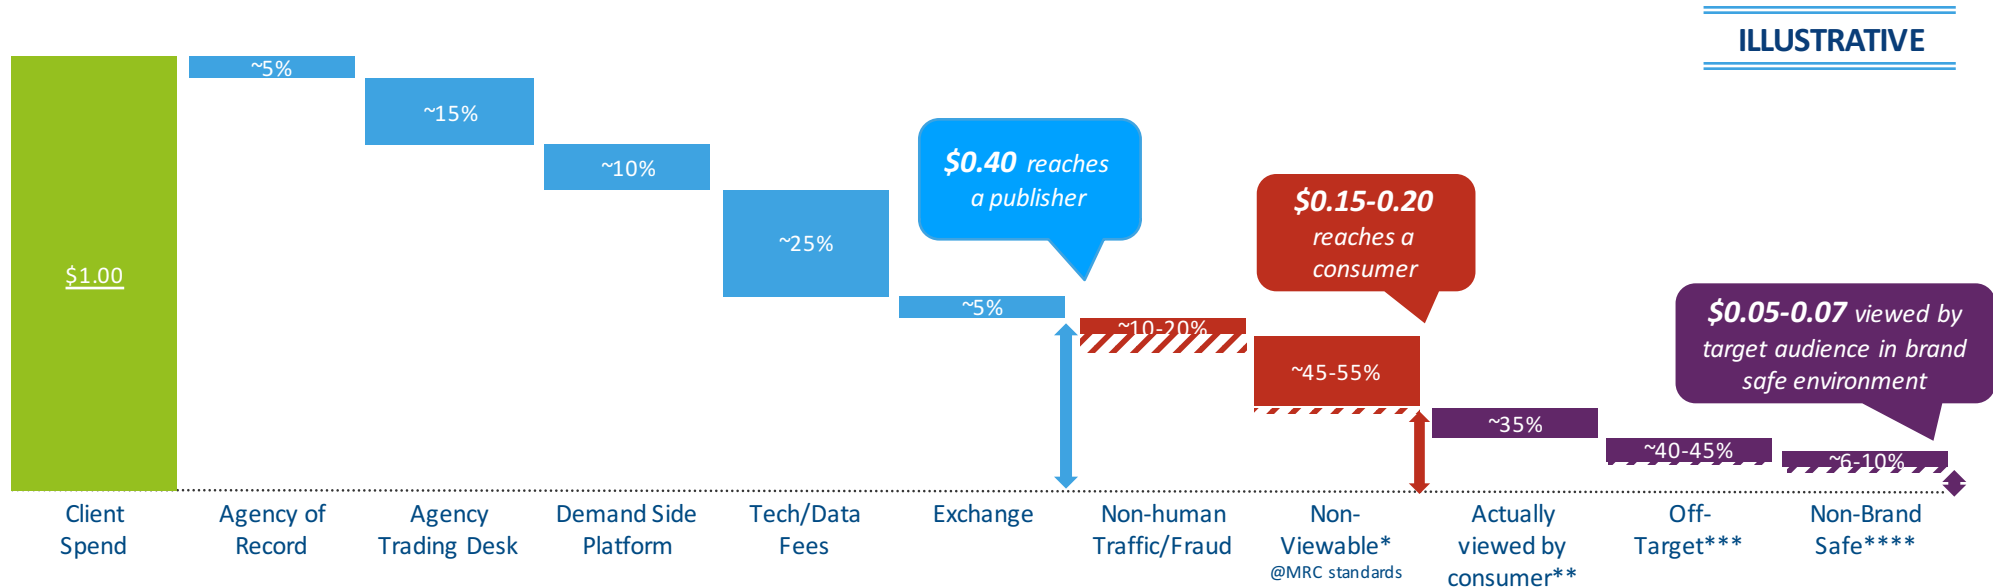 ILLUSTRATIVE
~5%
~15%
~10%
~25%
~5%
~10-20%
~45-55%
~35%
~40-45%
~6-10%
$1.00
$0.40 reaches
a publisher
$0.15-0.20
reaches a
consumer
$0.05-0.07 viewed by
target audience in brand
safe environment
Client
Spend
Agency of
Record
Agency
Trading Desk
Demand Side
Platform
Tech/Data
Fees
Exchange
Non-human
Traffic/Fraud
Non-
Viewable*
@MRC standards
Actually
viewed by
consumer**
Off-
Target***
Non-Brand
Safe****